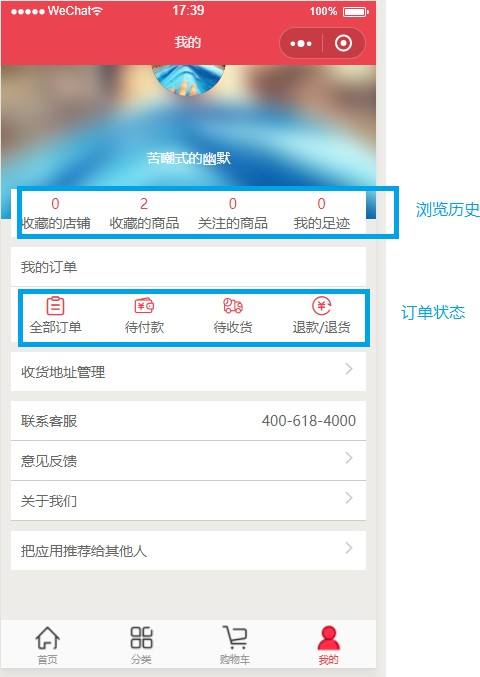 WeChat 17:39 100%
我的
苦嘲式的幽默
0 2 0 0
收藏的店铺 收藏的商品 关注的商品 我的足迹
浏览历史
我的订单
全部订单 待付款 待收货 退款/退货
订单状态
收货地址管理
联系客服 400-618-4000
意见反馈
关于我们
把应用推荐给其他人
首页 分类 购物车 我的